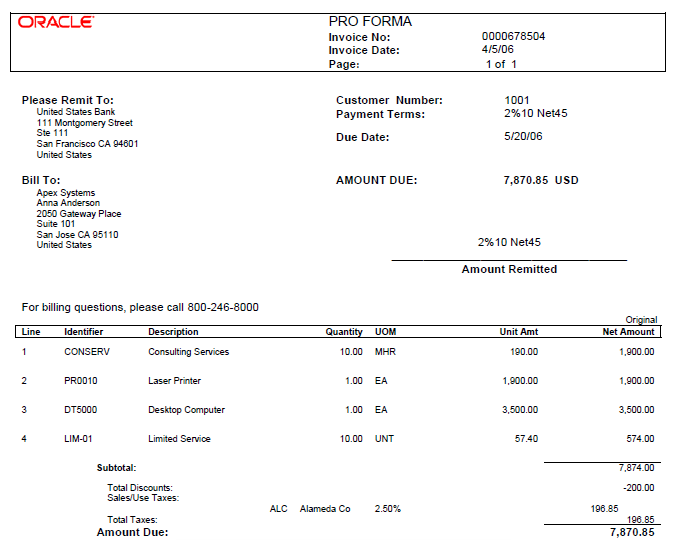 ORACLE
PRO FORMA
Invoice No: 0000678504
Invoice Date: 4/5/06
Page: 1 of 1
Please Remit To:
United States Bank
111 Montgomery Street
Ste 111
San Francisco CA 94601
United States
Customer Number: 1001
Payment Terms: 2%10 Net45
Due Date: 5/20/06
Bill To:
Apex Systems
Anna Anderson
2050 Gateway Place
Suite 101
San Jose CA 95110
United States
AMOUNT DUE: 7,870.85 USD
2%10 Net45
Amount Remitted
For billing questions, please call 800-246-8000
Original
Line Identifier Description Quantity UOM Unit Amt Net Amount
1 CONSERV Consulting Services 10.00 MHR 190.00 1,900.00
2 PR0010 Laser Printer 1.00 EA 1,900.00 1,900.00
3 DT5000 Desktop Computer 1.00 EA 3,500.00 3,500.00
4 LIM-01 Limited Service 10.00 UNT 57.40 574.00
Subtotal: 7,874.00
Total Discounts: -200.00
Sales/Use Taxes:
ALC Alameda Co 2.50% 196.85
Total Taxes: 196.85
Amount Due: 7,870.85